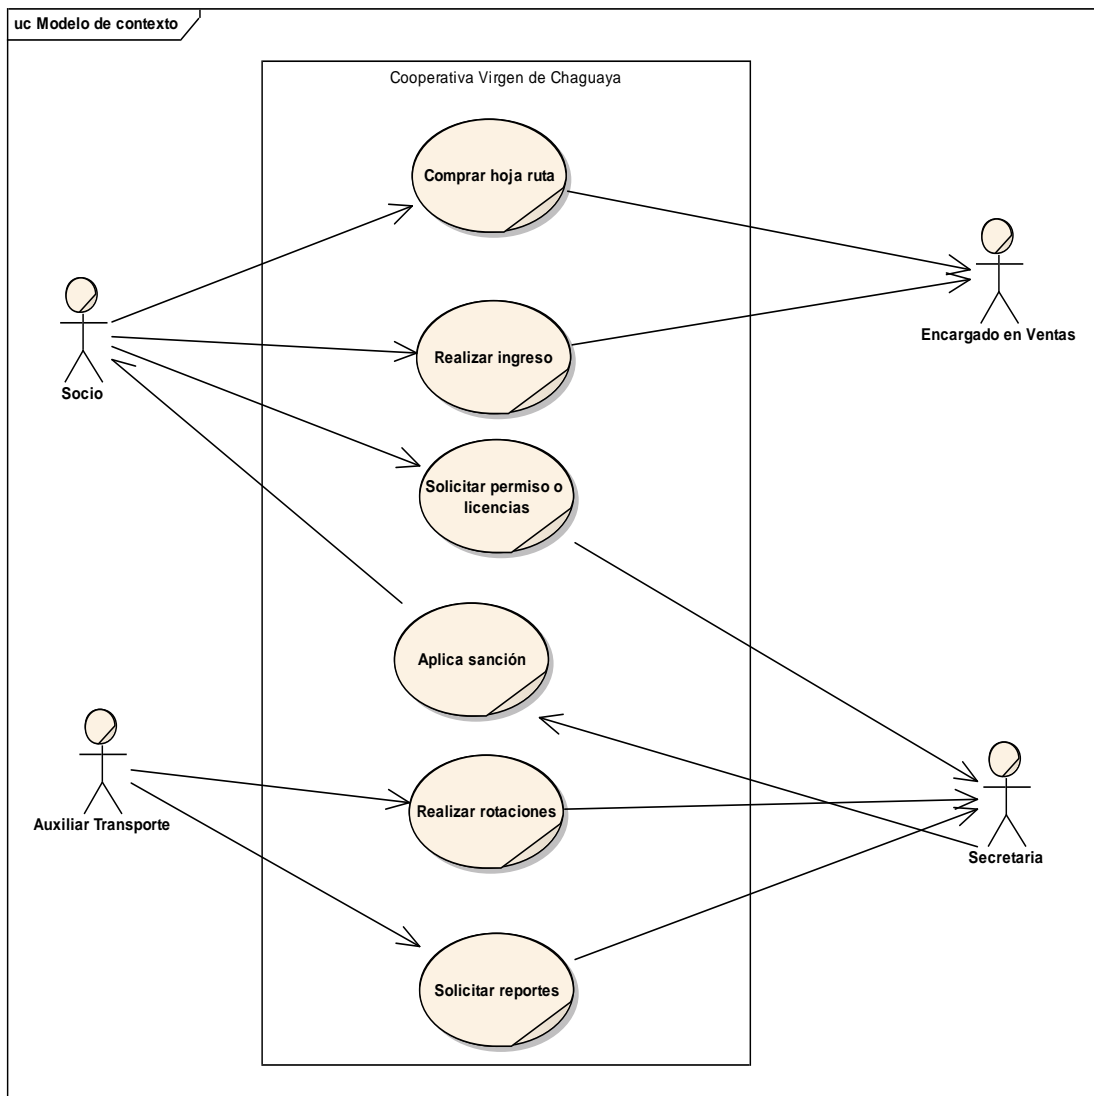 uc Modelo de contexto
Cooperativa Virgen de Chaguaya
Comprar hoja ruta
Encargado en Ventas
Realizar ingreso
Socio
Solicitar permiso o
licencias
Aplica sanción
Auxiliar Transporte
Realizar rotaciones
Secretaria
Solicitar reportes